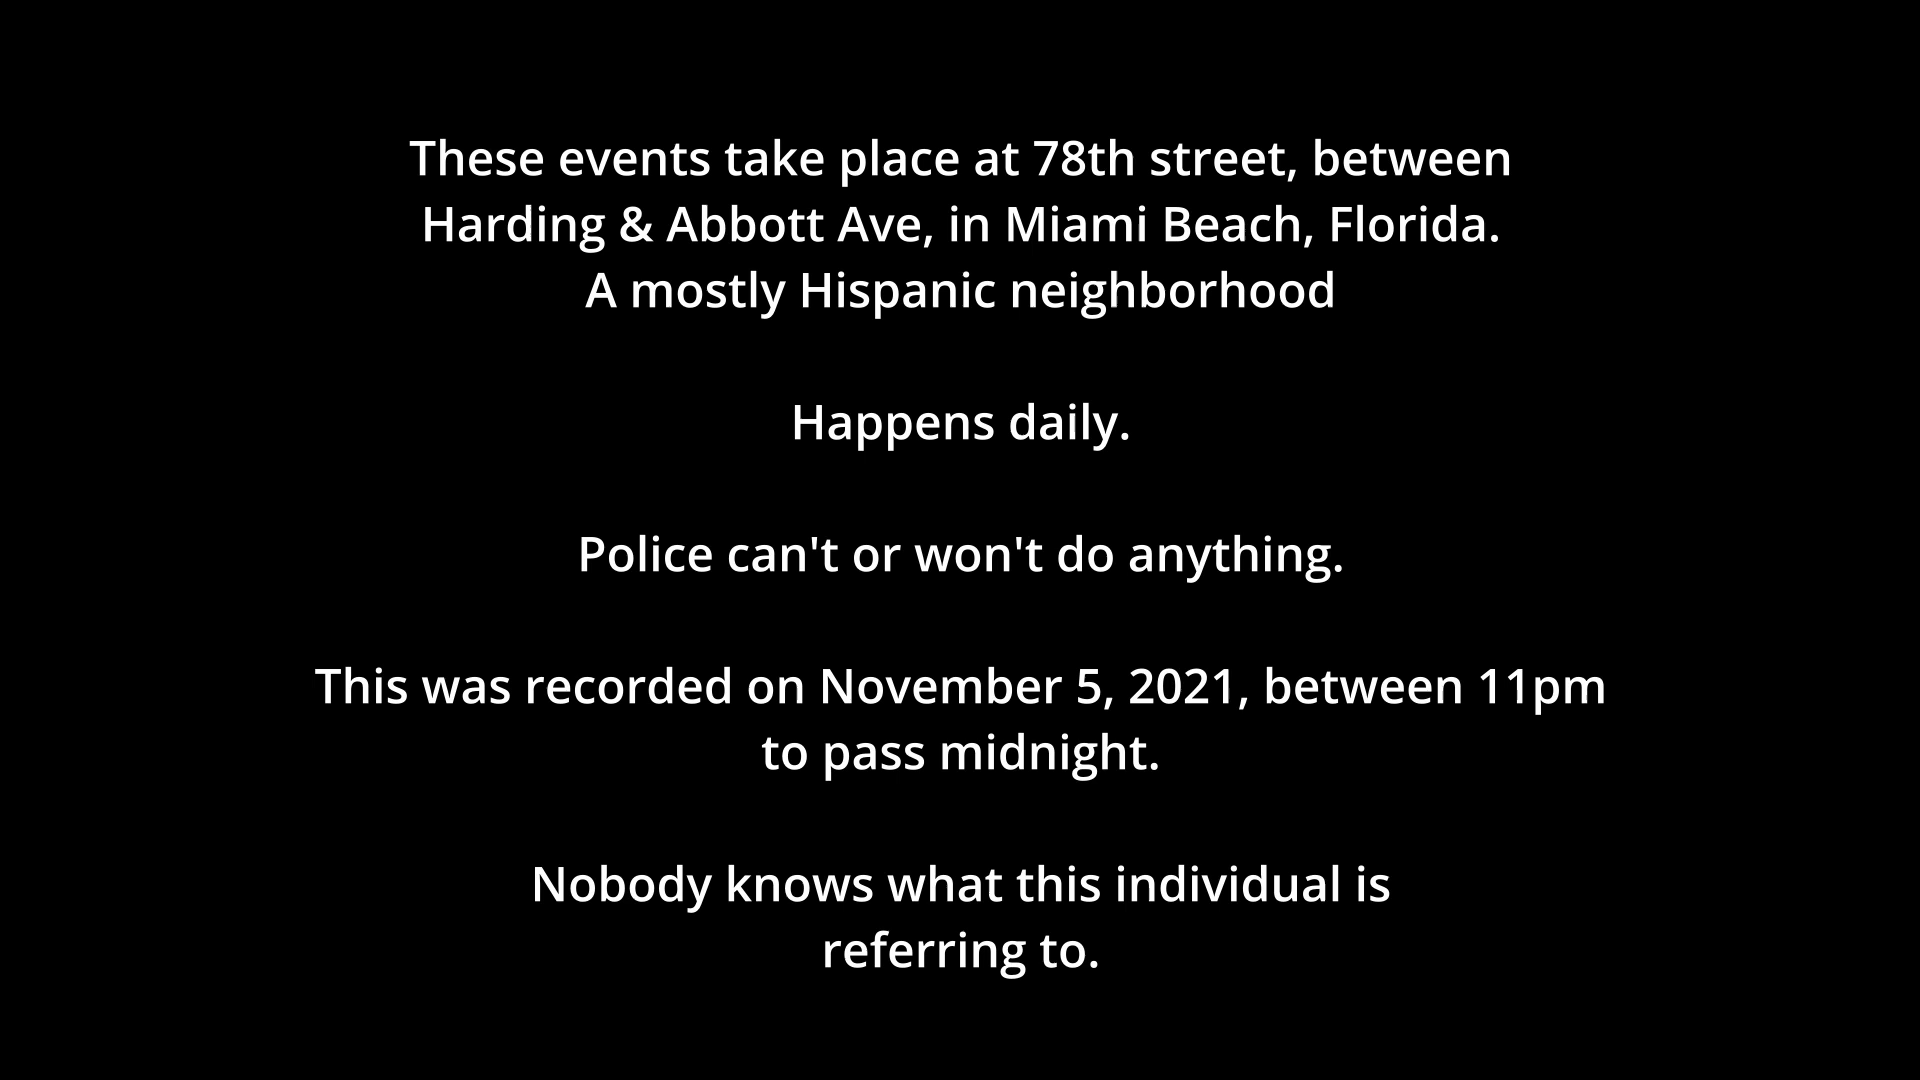 These events take place at 78th street, between
Harding & Abbott Ave, in Miami Beach, Florida.
A mostly Hispanic neighborhood
Happens daily.
Police can't or won't do anything.
This was recorded on November 5, 2021, between 11pm
to pass midnight.
Nobody knows what this individual is
referring to.